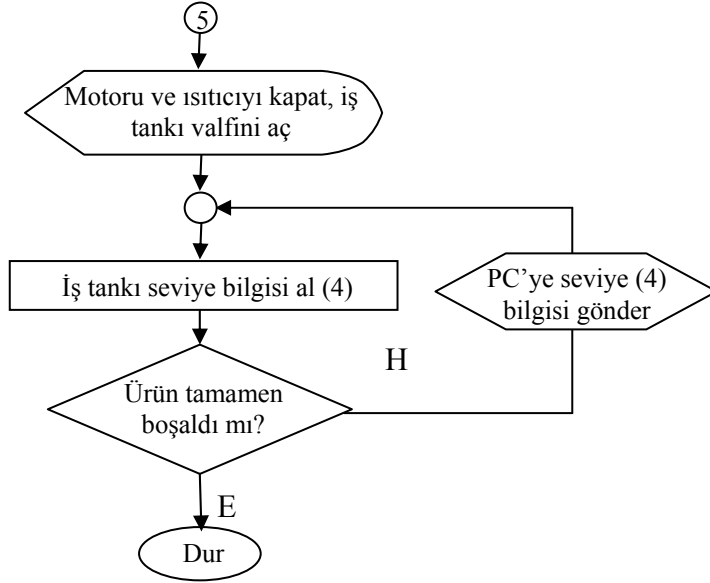 5
Motoru ve ısıtıcıyı kapat, iş
tankı valfini aç
İş tankı seviye bilgisi al (4)
PC’ye seviye (4)
bilgisi gönder
H
Ürün tamamen
boşaldı mı?
E
Dur